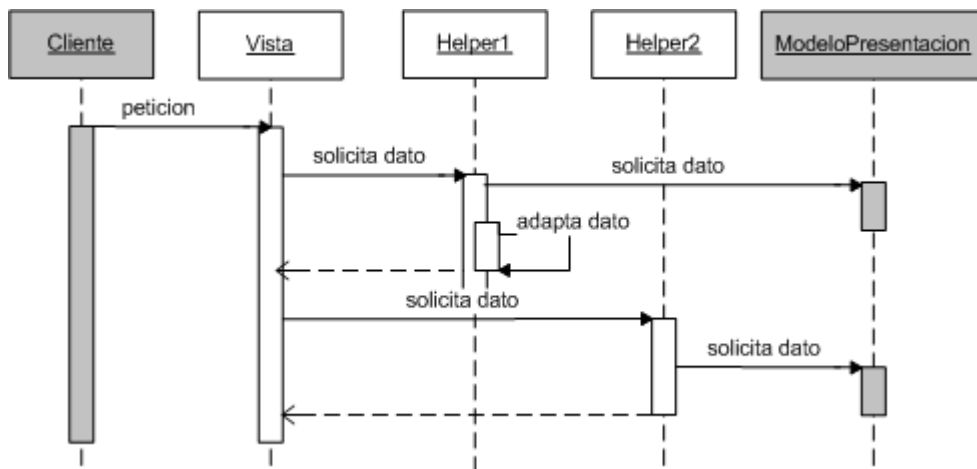 Cliente
Vista
Helper1
Helper2
ModeloPresentacion
peticion
solicita dato
solicita dato
adapta dato
solicita dato
solicita dato